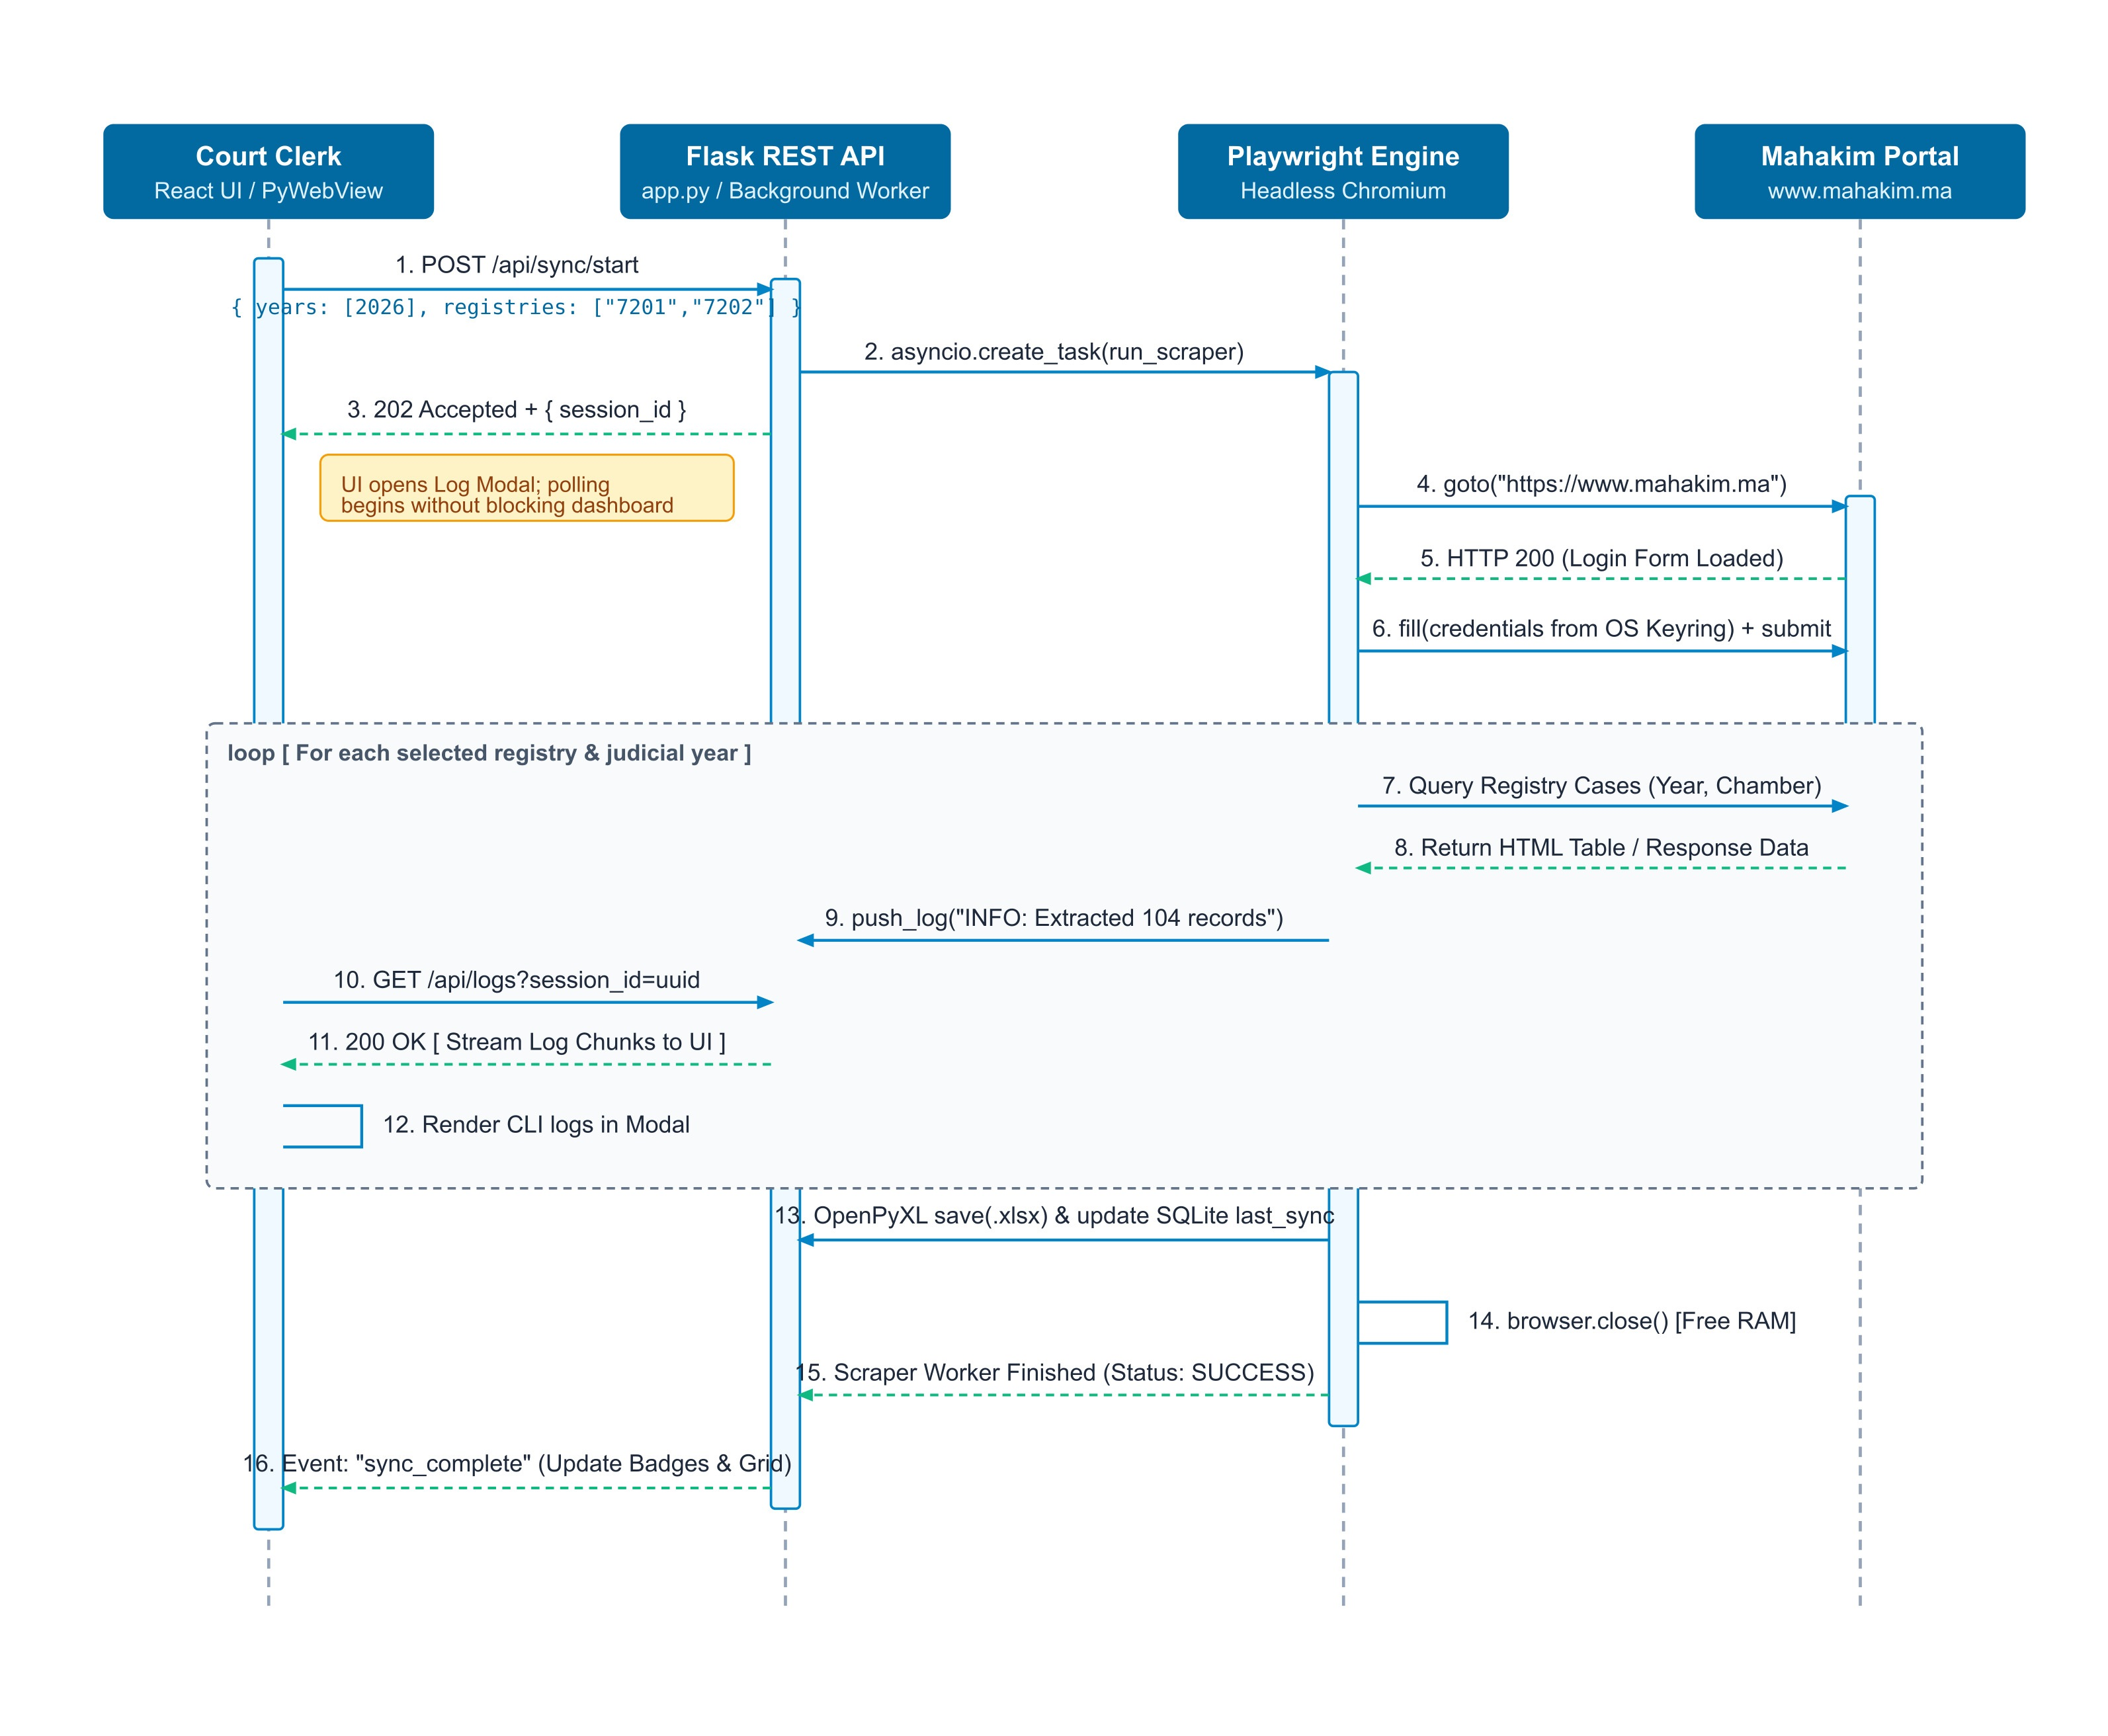 Court Clerk
React UI / PyWebView
Flask REST API
app.py / Background Worker
Playwright Engine
Headless Chromium
Mahakim Portal
www.mahakim.ma
1. POST /api/sync/start
{ years: [2026], registries: ["7201","7202"] }
2. asyncio.create_task(run_scraper)
3. 202 Accepted + { session_id }
UI opens Log Modal; polling
begins without blocking dashboard
4. goto("https://www.mahakim.ma")
5. HTTP 200 (Login Form Loaded)
6. fill(credentials from OS Keyring) + submit
loop [ For each selected registry & judicial year ]
7. Query Registry Cases (Year, Chamber)
8. Return HTML Table / Response Data
9. push_log("INFO: Extracted 104 records")
10. GET /api/logs?session_id=uuid
11. 200 OK [ Stream Log Chunks to UI ]
12. Render CLI logs in Modal
13. OpenPyXL save(.xlsx) & update SQLite last_sync
14. browser.close() [Free RAM]
15. Scraper Worker Finished (Status: SUCCESS)
16. Event: "sync_complete" (Update Badges & Grid)